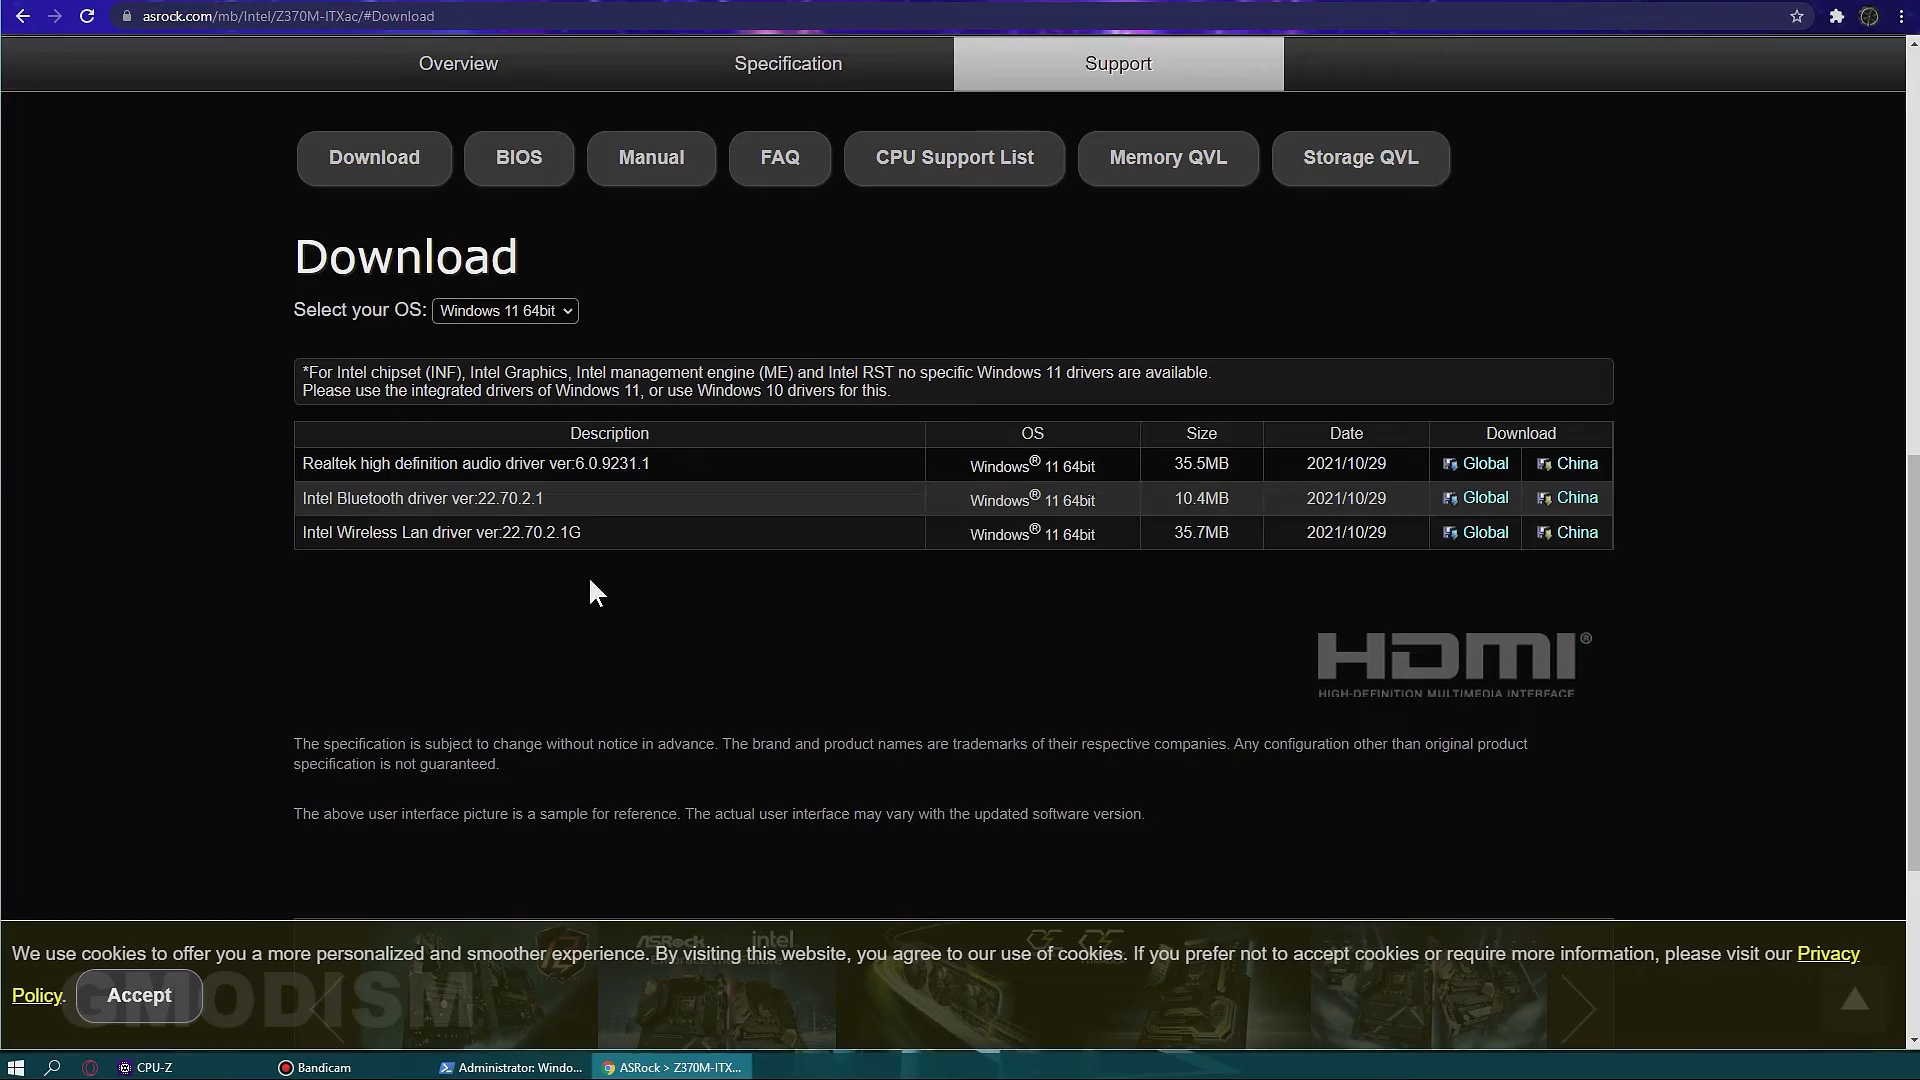 asrock.com/mb/Intel/Z370M-ITXac/#Download
Overview Specification Support
Download BIOS Manual FAQ CPU Support List Memory QVL Storage QVL
Download
Select your OS: Windows 11 64bit
*For Intel chipset (INF), Intel Graphics, Intel management engine (ME) and Intel RST no specific Windows 11 drivers are available.
Please use the integrated drivers of Windows 11, or use Windows 10 drivers for this.
Description OS Size Date Download
Realtek high definition audio driver ver:6.0.9231.1 Windows® 11 64bit 35.5MB 2021/10/29 Global China
Intel Bluetooth driver ver:22.70.2.1 Windows® 11 64bit 10.4MB 2021/10/29 Global China
Intel Wireless Lan driver ver:22.70.2.1G Windows® 11 64bit 35.7MB 2021/10/29 Global China
HDMI®
HIGH-DEFINITION MULTIMEDIA INTERFACE
The specification is subject to change without notice in advance. The brand and product names are trademarks of their respective companies. Any configuration other than original product
specification is not guaranteed.
The above user interface picture is a sample for reference. The actual user interface may vary with the updated software version.
ASRock intel
We use cookies to offer you a more personalized and smoother experience. By visiting this website, you agree to our use of cookies. If you prefer not to accept cookies or require more information, please visit our Privacy
Policy. Accept
GMODISM
CPU-Z Bandicam Administrator: Windo... ASRock > Z370M-ITX...